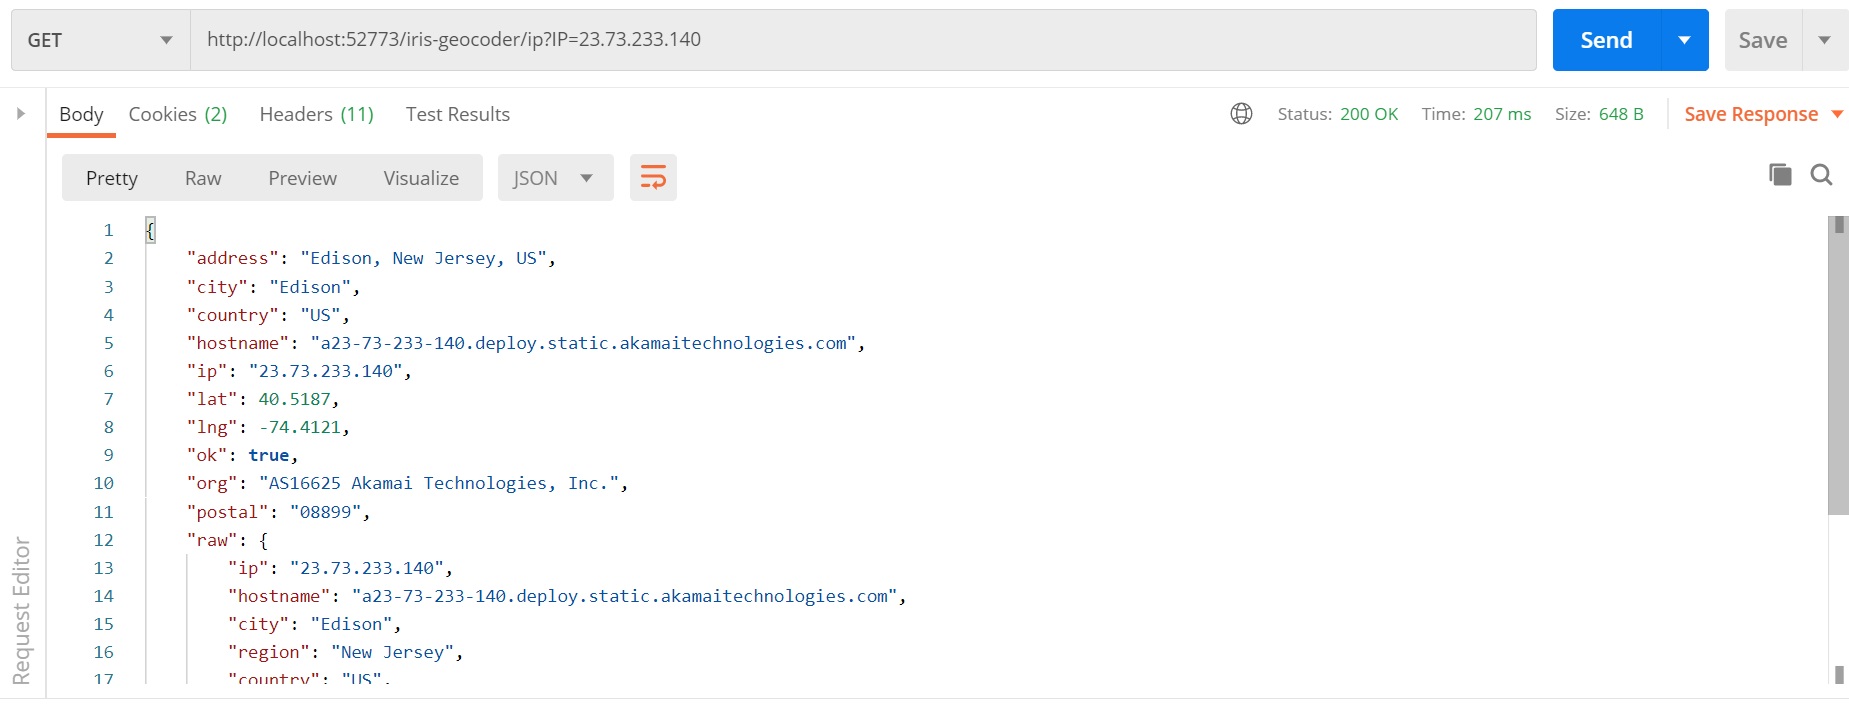 GET http://localhost:52773/iris-geocoder/ip?IP=23.73.233.140 Send Save
Body Cookies (2) Headers (11) Test Results Status: 200 OK Time: 207 ms Size: 648 B Save Response
Pretty Raw Preview Visualize JSON
1 {
2 "address": "Edison, New Jersey, US",
3 "city": "Edison",
4 "country": "US",
5 "hostname": "a23-73-233-140.deploy.static.akamaitechnologies.com",
6 "ip": "23.73.233.140",
7 "lat": 40.5187,
8 "lng": -74.4121,
9 "ok": true,
10 "org": "AS16625 Akamai Technologies, Inc.",
11 "postal": "08899",
12 "raw": {
13 "ip": "23.73.233.140",
14 "hostname": "a23-73-233-140.deploy.static.akamaitechnologies.com",
15 "city": "Edison",
16 "region": "New Jersey",
17 "country": "US",
Request Editor